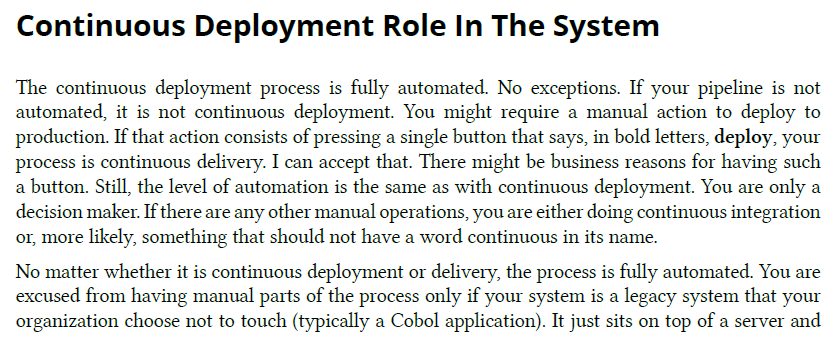 Continuous Deployment Role In The System
The continuous deployment process is fully automated. No exceptions. If your pipeline is not
automated, it is not continuous deployment. You might require a manual action to deploy to
production. If that action consists of pressing a single button that says, in bold letters, deploy, your
process is continuous delivery. I can accept that. There might be business reasons for having such
a button. Still, the level of automation is the same as with continuous deployment. You are only a
decision maker. If there are any other manual operations, you are either doing continuous integration
or, more likely, something that should not have a word continuous in its name.
No matter whether it is continuous deployment or delivery, the process is fully automated. You are
excused from having manual parts of the process only if your system is a legacy system that your
organization choose not to touch (typically a Cobol application). It just sits on top of a server and